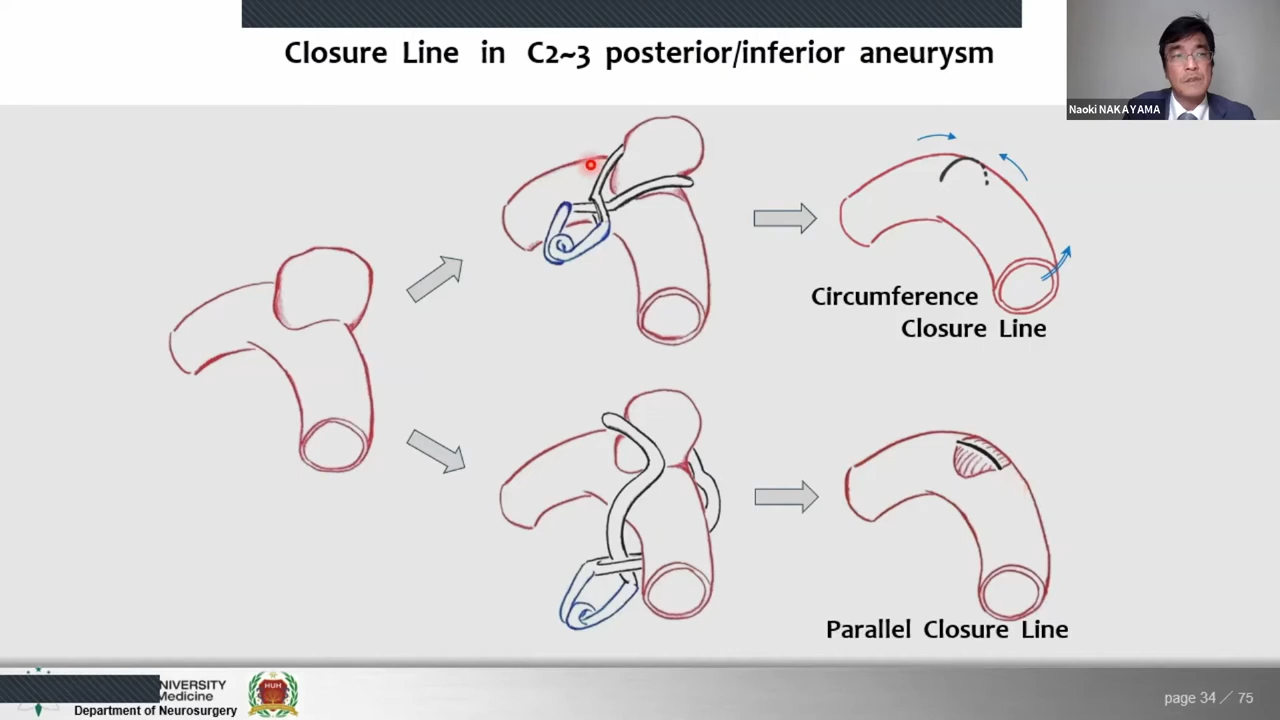 Closure Line in C2~3 posterior/inferior aneurysm
Naoki NAKAYAMA
Circumference
Closure Line
Parallel Closure Line
NIVERSITY
Medicine
Department of Neurosurgery
HUH
page 34 / 75